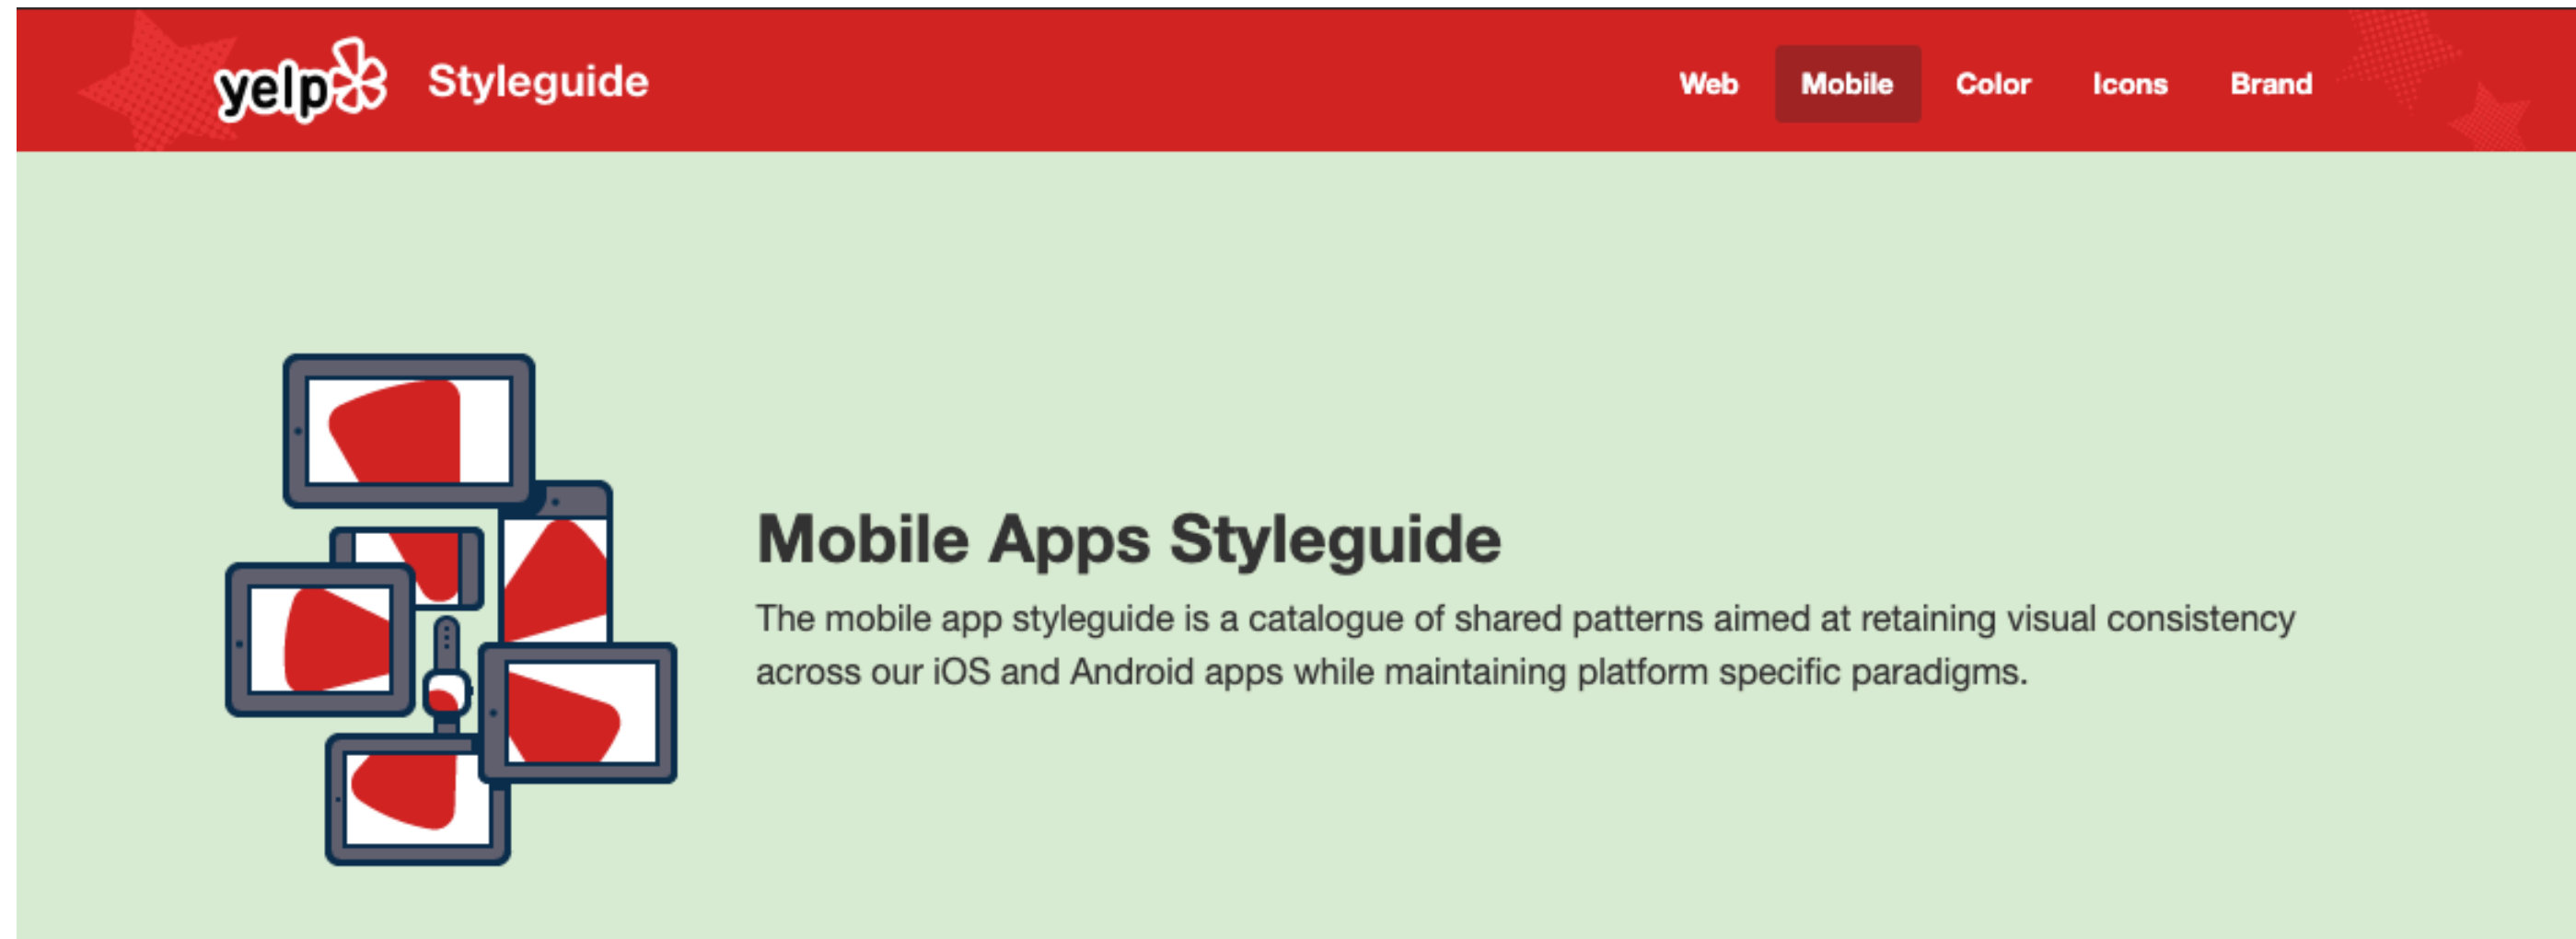 yelp Styleguide
Web Mobile Color Icons Brand
Mobile Apps Styleguide
The mobile app styleguide is a catalogue of shared patterns aimed at retaining visual consistency
across our iOS and Android apps while maintaining platform specific paradigms.